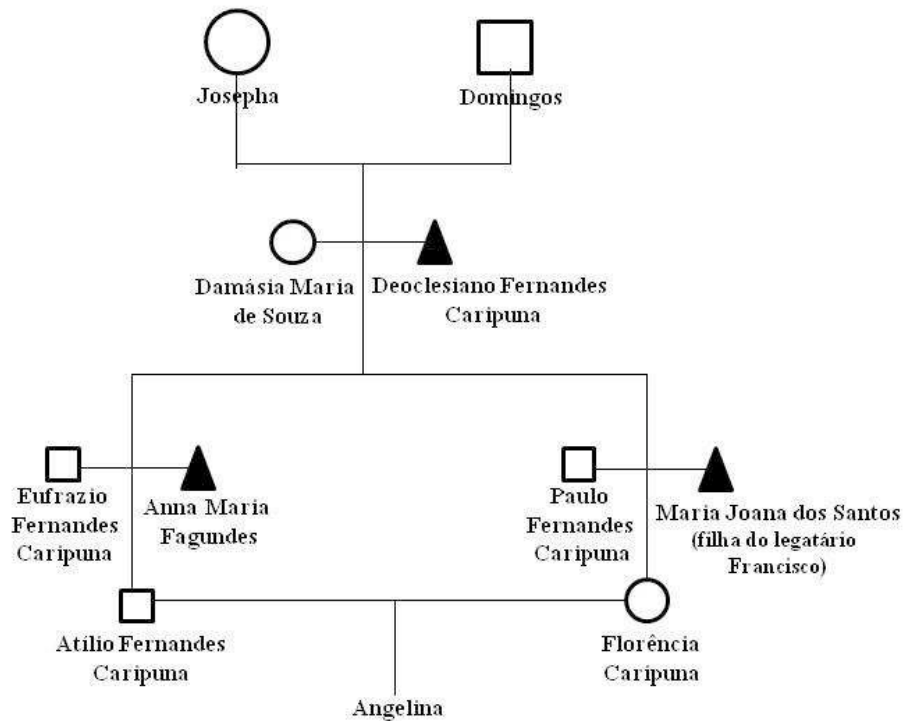 Josepha
Domingos
Damásia Maria
de Souza
Deoclesiano Fernandes
Caripuna
Eufrazio
Fernandes
Caripuna
Anna Maria
Fagundes
Paulo
Fernandes
Caripuna
Maria Joana dos Santos
(filha do legatário
Francisco)
Atílio Fernandes
Caripuna
Florência
Caripuna
Angelina